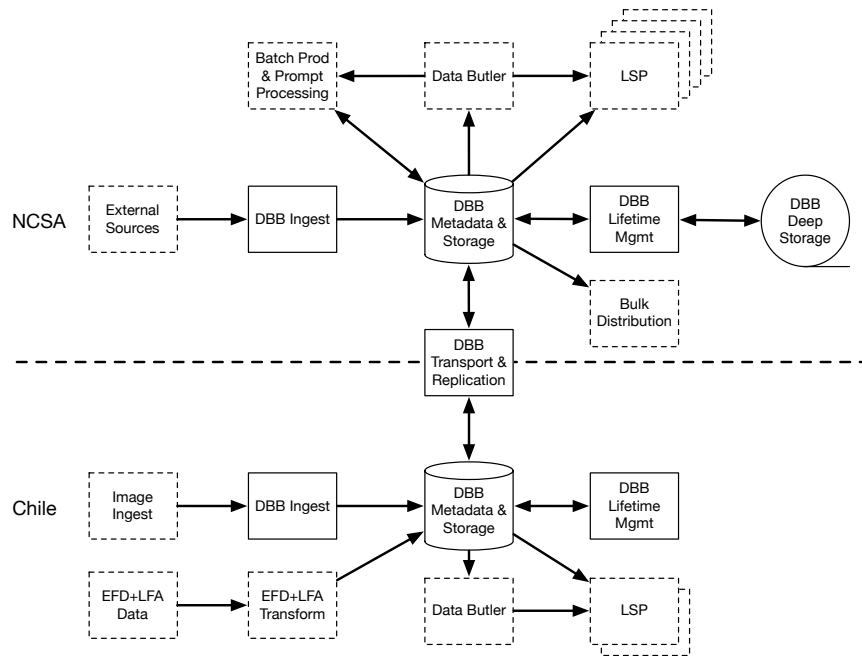 Batch Prod
& Prompt
Processing
Data Butler
LSP
NCSA
External
Sources
DBB Ingest
DBB
Metadata &
Storage
DBB
Lifetime
Mgmt
DBB
Deep
Storage
Bulk
Distribution
DBB
Transport &
Replication
Chile
Image
Ingest
DBB Ingest
DBB
Metadata &
Storage
DBB
Lifetime
Mgmt
EFD+LFA
Data
EFD+LFA
Transform
Data Butler
LSP